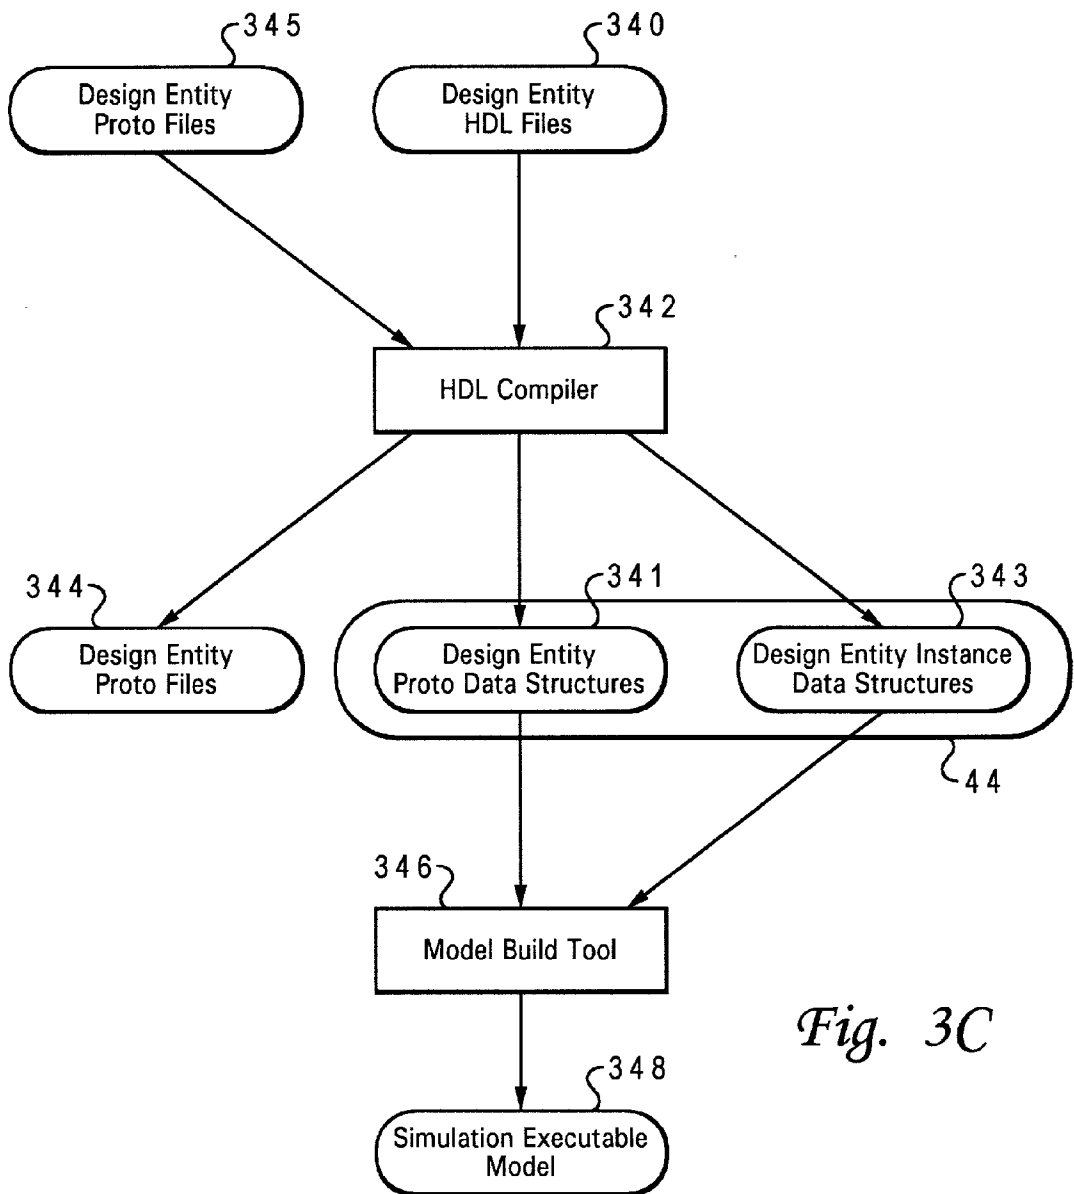 345
340
Design Entity
Proto Files
Design Entity
HDL Files
342
HDL Compiler
344
341
343
Design Entity
Proto Files
Design Entity
Proto Data Structures
Design Entity Instance
Data Structures
44
346
Model Build Tool
Fig. 3C
348
Simulation Executable
Model